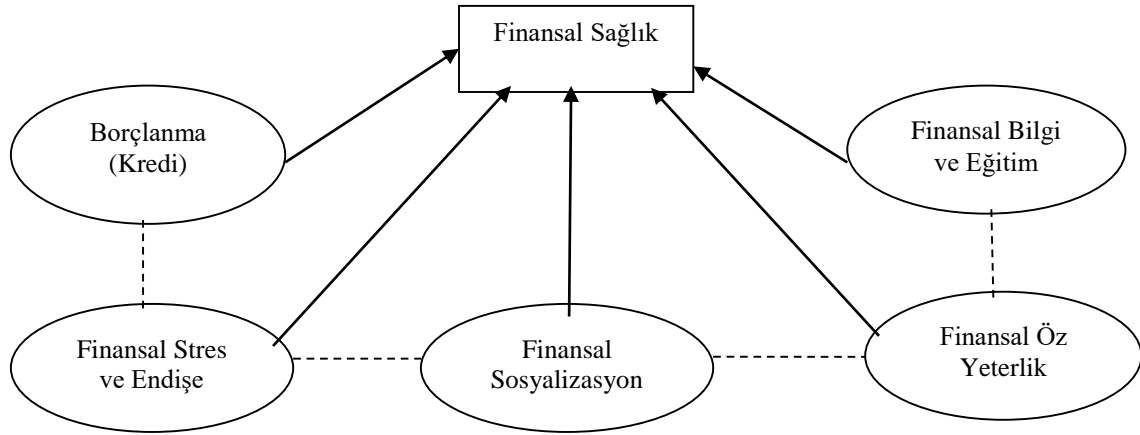 Finansal Sağlık
Borçlanma
(Kredi)
Finansal Bilgi
ve Eğitim
Finansal Stres
ve Endişe
Finansal
Sosyalizasyon
Finansal Öz
Yeterlik